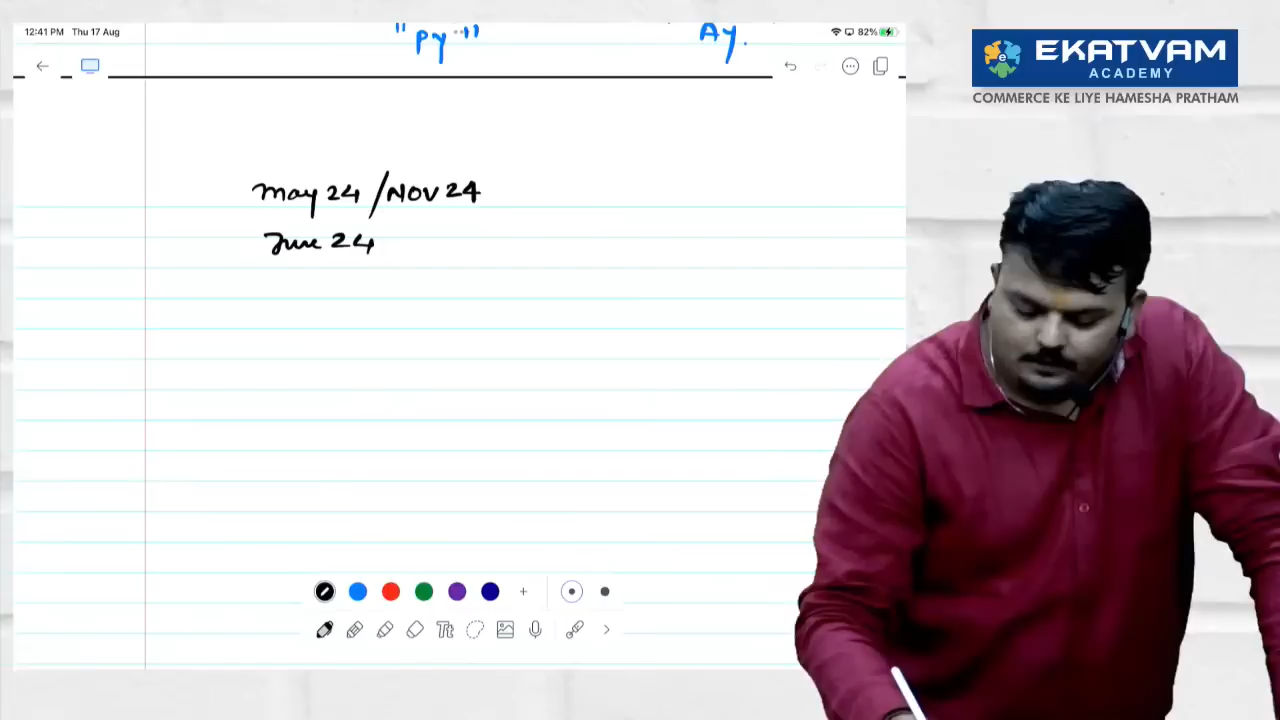 12:41 PM Thu 17 Aug
82%
"PY"
AY.
EKATVAM
ACADEMY
COMMERCE KE LIYE HAMESHA PRATHAM
May 24 / NOV 24
June 24
Tt